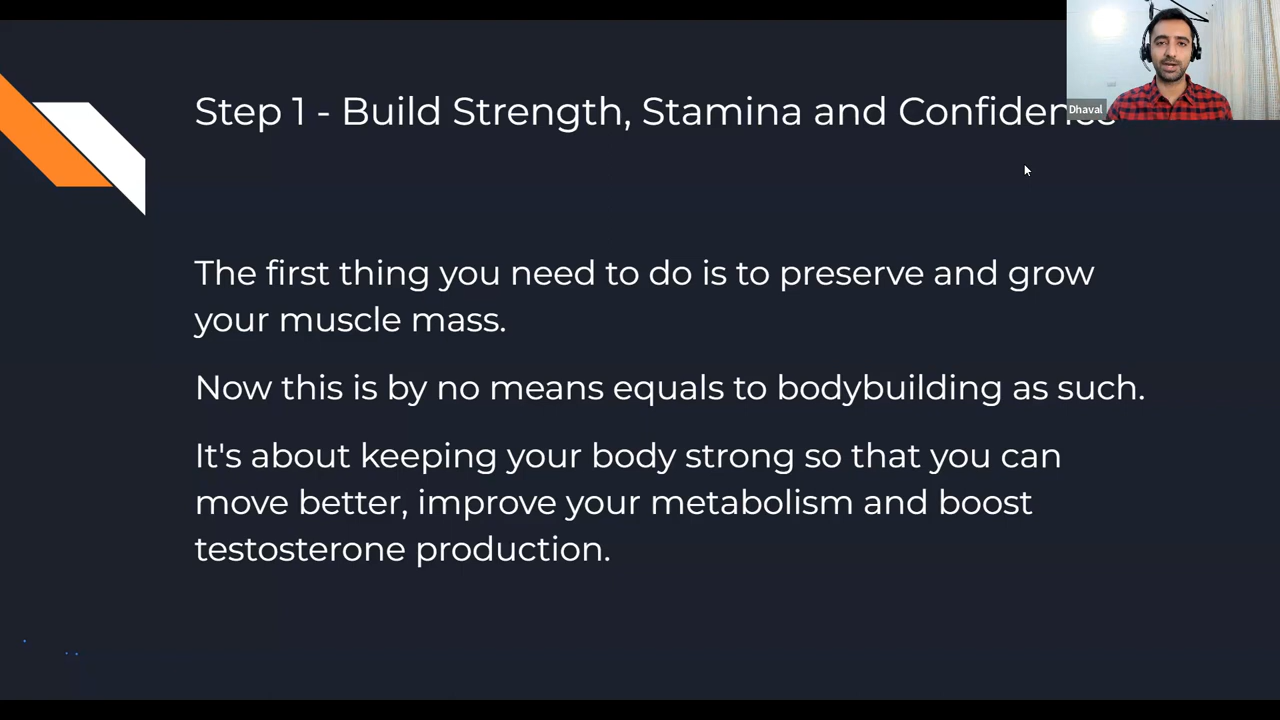 Step 1 - Build Strength, Stamina and Confidence
Dhaval
The first thing you need to do is to preserve and grow
your muscle mass.
Now this is by no means equals to bodybuilding as such.
It's about keeping your body strong so that you can
move better, improve your metabolism and boost
testosterone production.